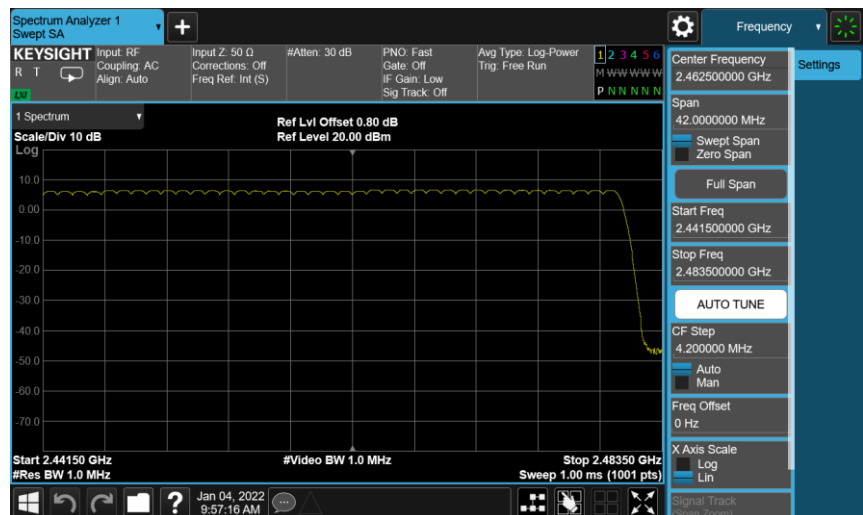 Spectrum Analyzer 1
Swept SA
Frequency
KEYSIGHT
R T
LXI
Input: RF
Coupling: AC
Align: Auto
Input Z: 50 Ω
Corrections: Off
Freq Ref: Int (S)
#Atten: 30 dB
PNO: Fast
Gate: Off
IF Gain: Low
Sig Track: Off
Avg Type: Log-Power
Trig: Free Run
1 2 3 4 5 6
M W W W W W
P N N N N N
Center Frequency
2.462500000 GHz
Settings
Span
42.0000000 MHz
Swept Span
Zero Span
Full Span
Start Freq
2.441500000 GHz
Stop Freq
2.483500000 GHz
AUTO TUNE
CF Step
4.200000 MHz
Auto
Man
Freq Offset
0 Hz
X Axis Scale
Log
Lin
Signal Track
(Span Zoom)
1 Spectrum
Scale/Div 10 dB
Ref Lvl Offset 0.80 dB
Ref Level 20.00 dBm
Log
10.0
0.00
-10.0
-20.0
-30.0
-40.0
-50.0
-60.0
-70.0
Start 2.44150 GHz
#Res BW 1.0 MHz
#Video BW 1.0 MHz
Stop 2.48350 GHz
Sweep 1.00 ms (1001 pts)
?
Jan 04, 2022
9:57:16 AM